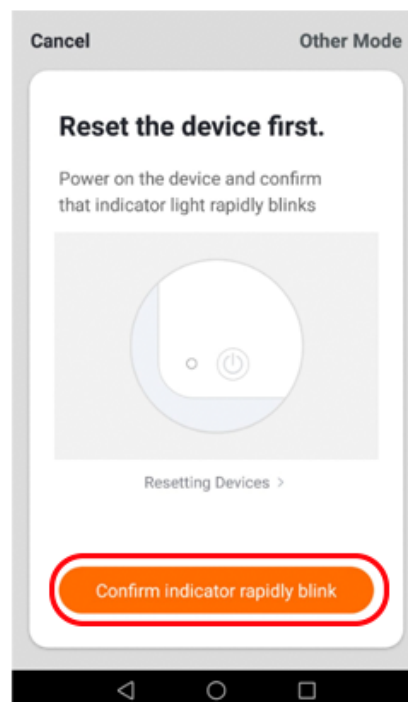 Cancel
Other Mode
Reset the device first.
Power on the device and confirm
that indicator light rapidly blinks
Resetting Devices >
Confirm indicator rapidly blink